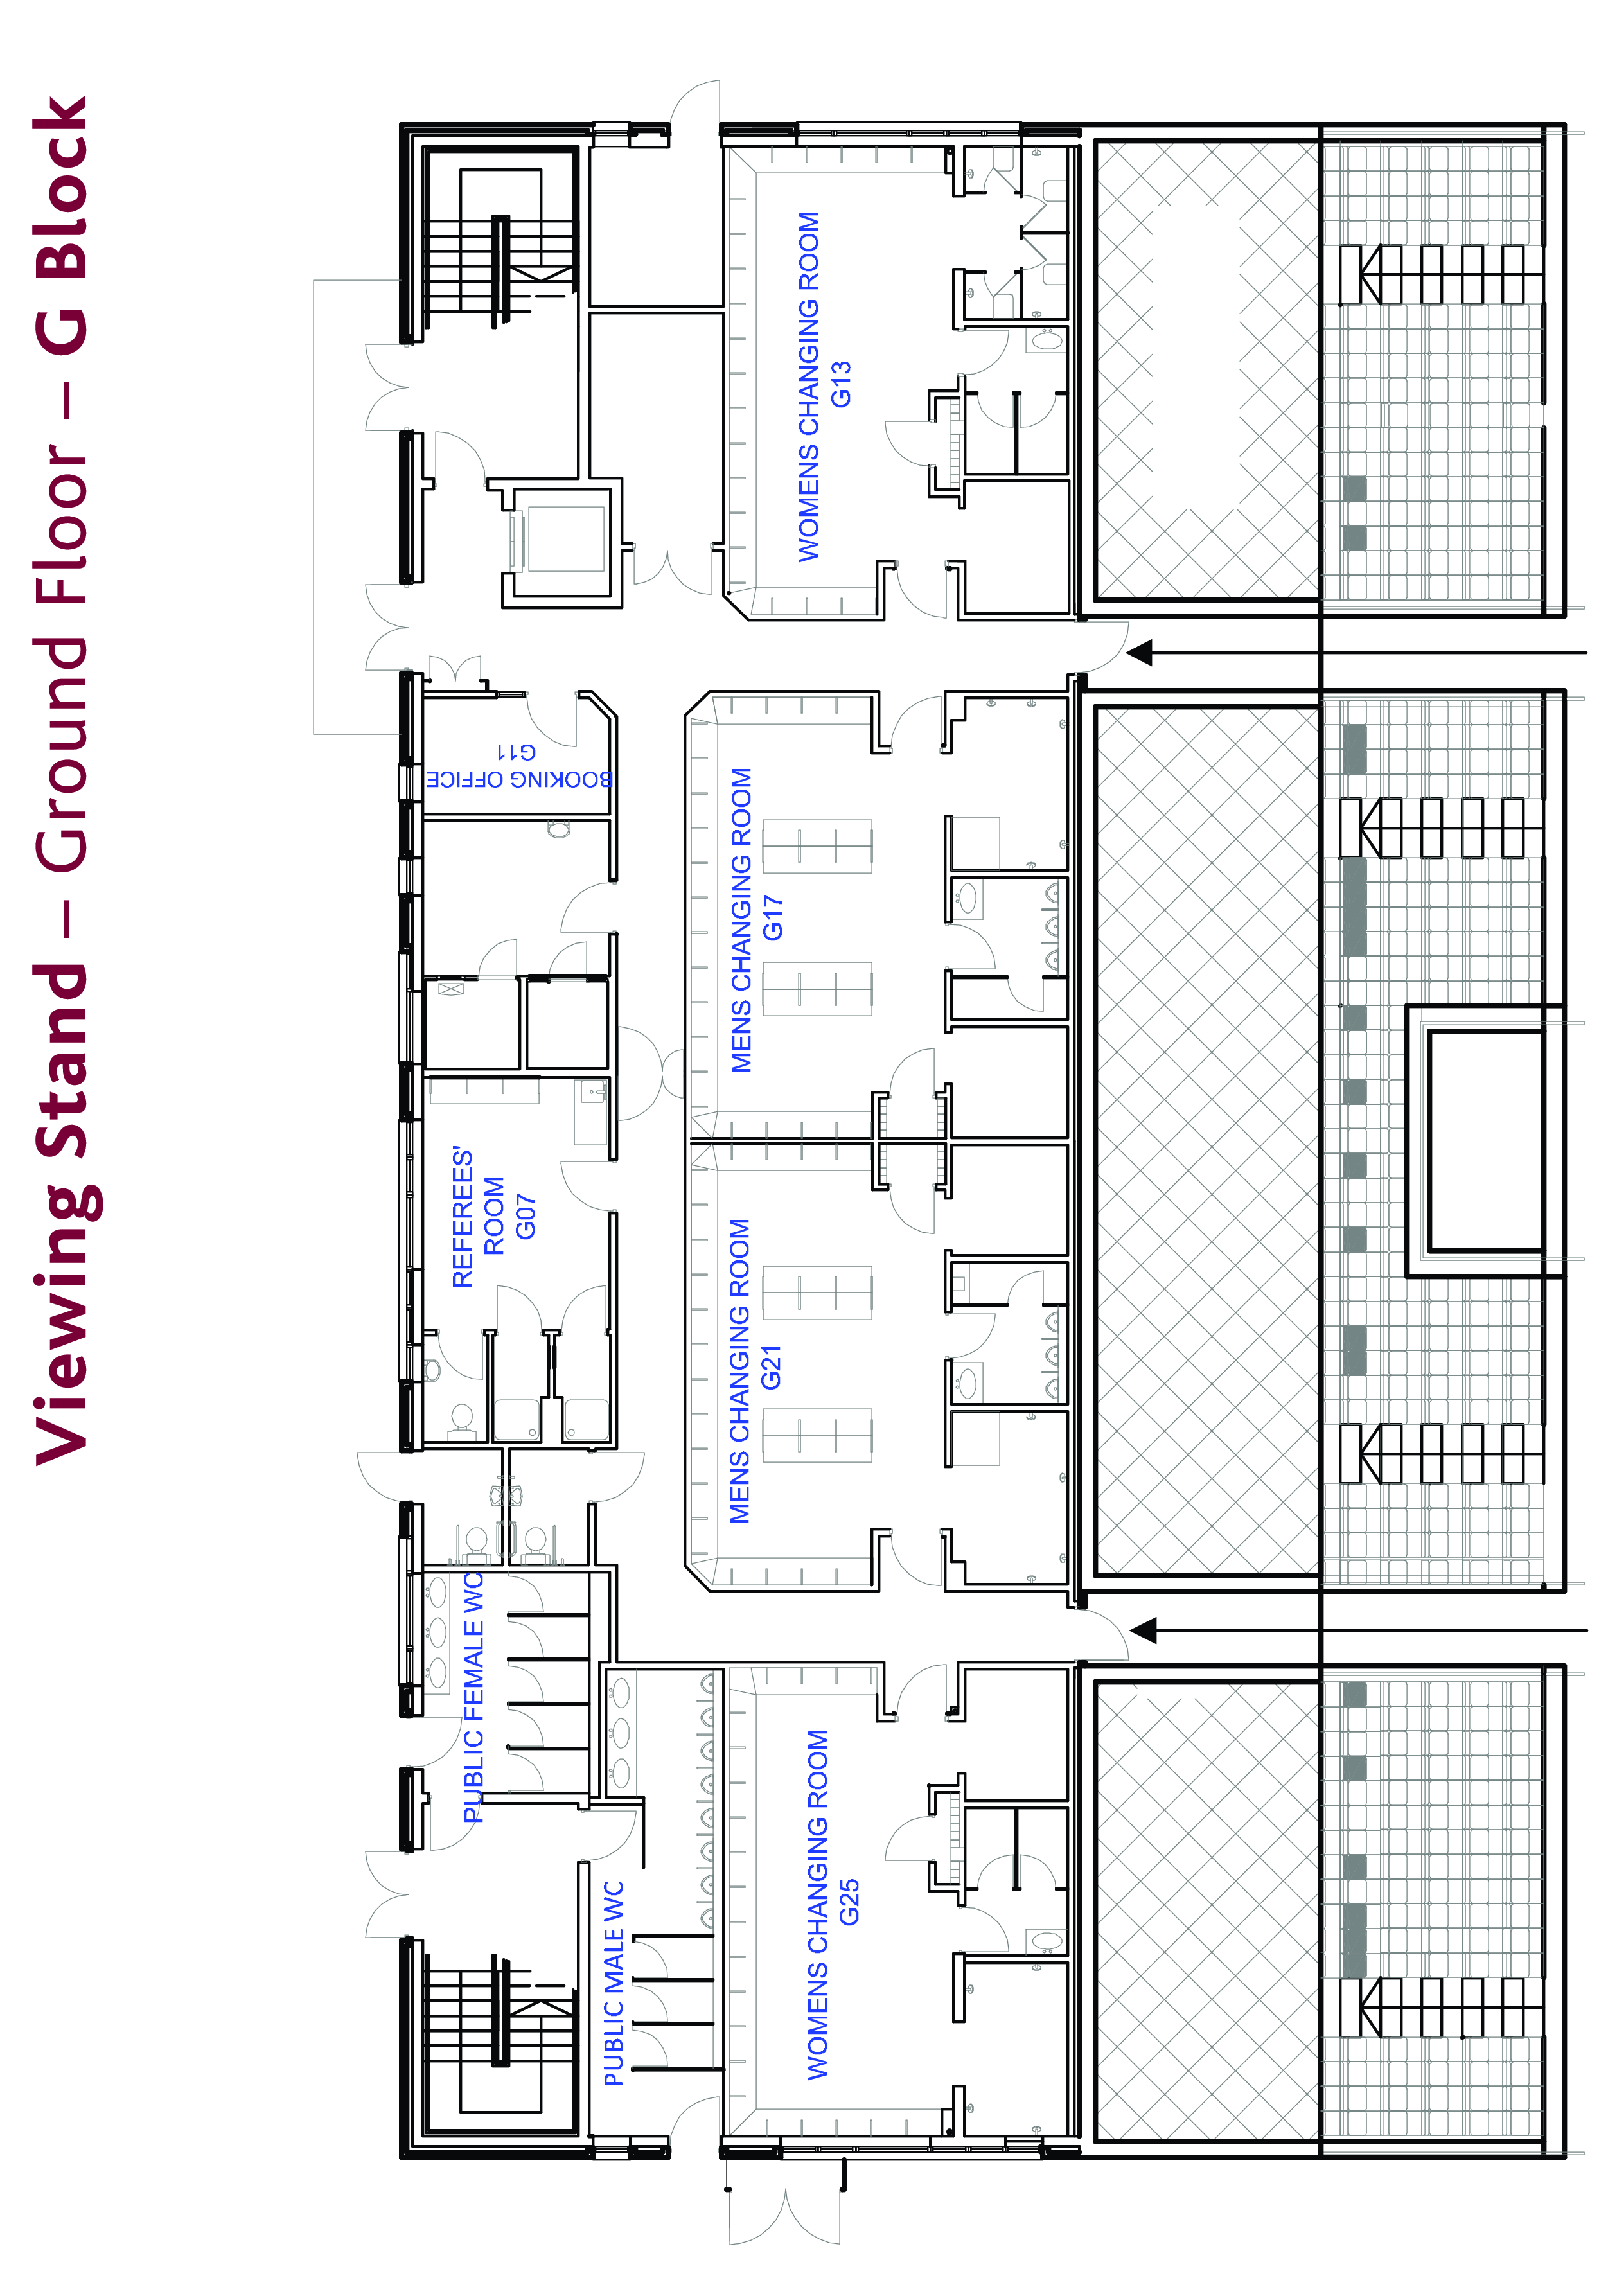 Viewing Stand – Ground Floor – G Block
PUBLIC FEMALE WC
REFEREES'
ROOM
G07
BOOKING OFFICE
G11
PUBLIC MALE WC
MENS CHANGING ROOM
G21
MENS CHANGING ROOM
G17
WOMENS CHANGING ROOM
G25
WOMENS CHANGING ROOM
G13